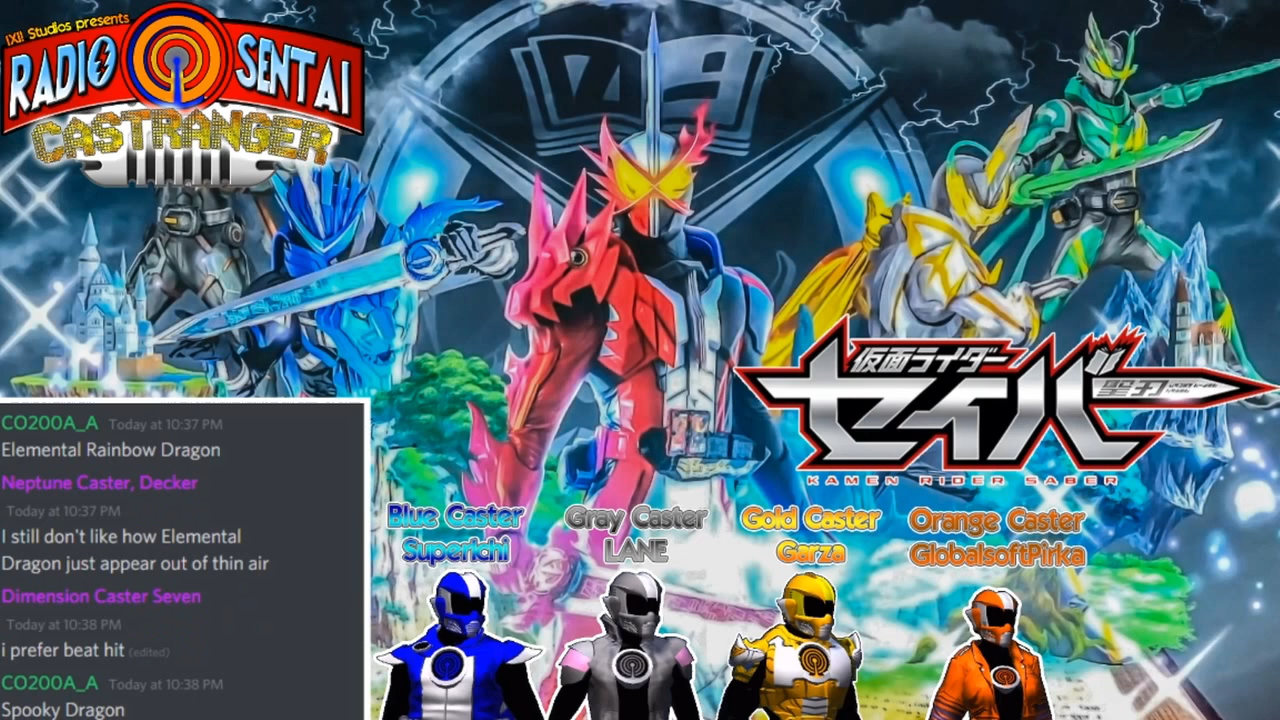 IXII Studios presents
RADIO SENTAI
CASTRANGER
09
仮面ライダー
セイバー
聖刃
KAMEN RIDER SABER
Blue Caster
Superichi
Gray Caster
LANE
Gold Caster
Garza
Orange Caster
GlobalsoftPirka
CO200A_A Today at 10:37 PM
Elemental Rainbow Dragon
Neptune Caster, Decker
Today at 10:37 PM
I still don't like how Elemental
Dragon just appear out of thin air
Dimension Caster Seven
Today at 10:38 PM
i prefer beat hit (edited)
CO200A_A Today at 10:38 PM
Spooky Dragon